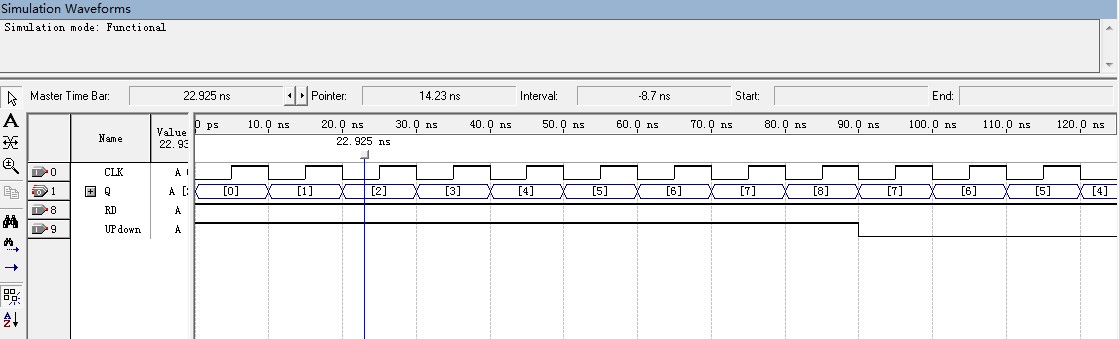 Simulation Waveforms
Simulation mode: Functional
Master Time Bar: 22.925 ns Pointer: 14.23 ns Interval: -8.7 ns Start: End:
Name Value 22.93
0 ps 10.0 ns 20.0 ns 30.0 ns 40.0 ns 50.0 ns 60.0 ns 70.0 ns 80.0 ns 90.0 ns 100.0 ns 110.0 ns 120.0 ns
22.925 ns
0 CLK A
1 Q A [ [0] [1] [2] [3] [4] [5] [6] [7] [8] [7] [6] [5] [4]
8 RD A
9 UPdown A